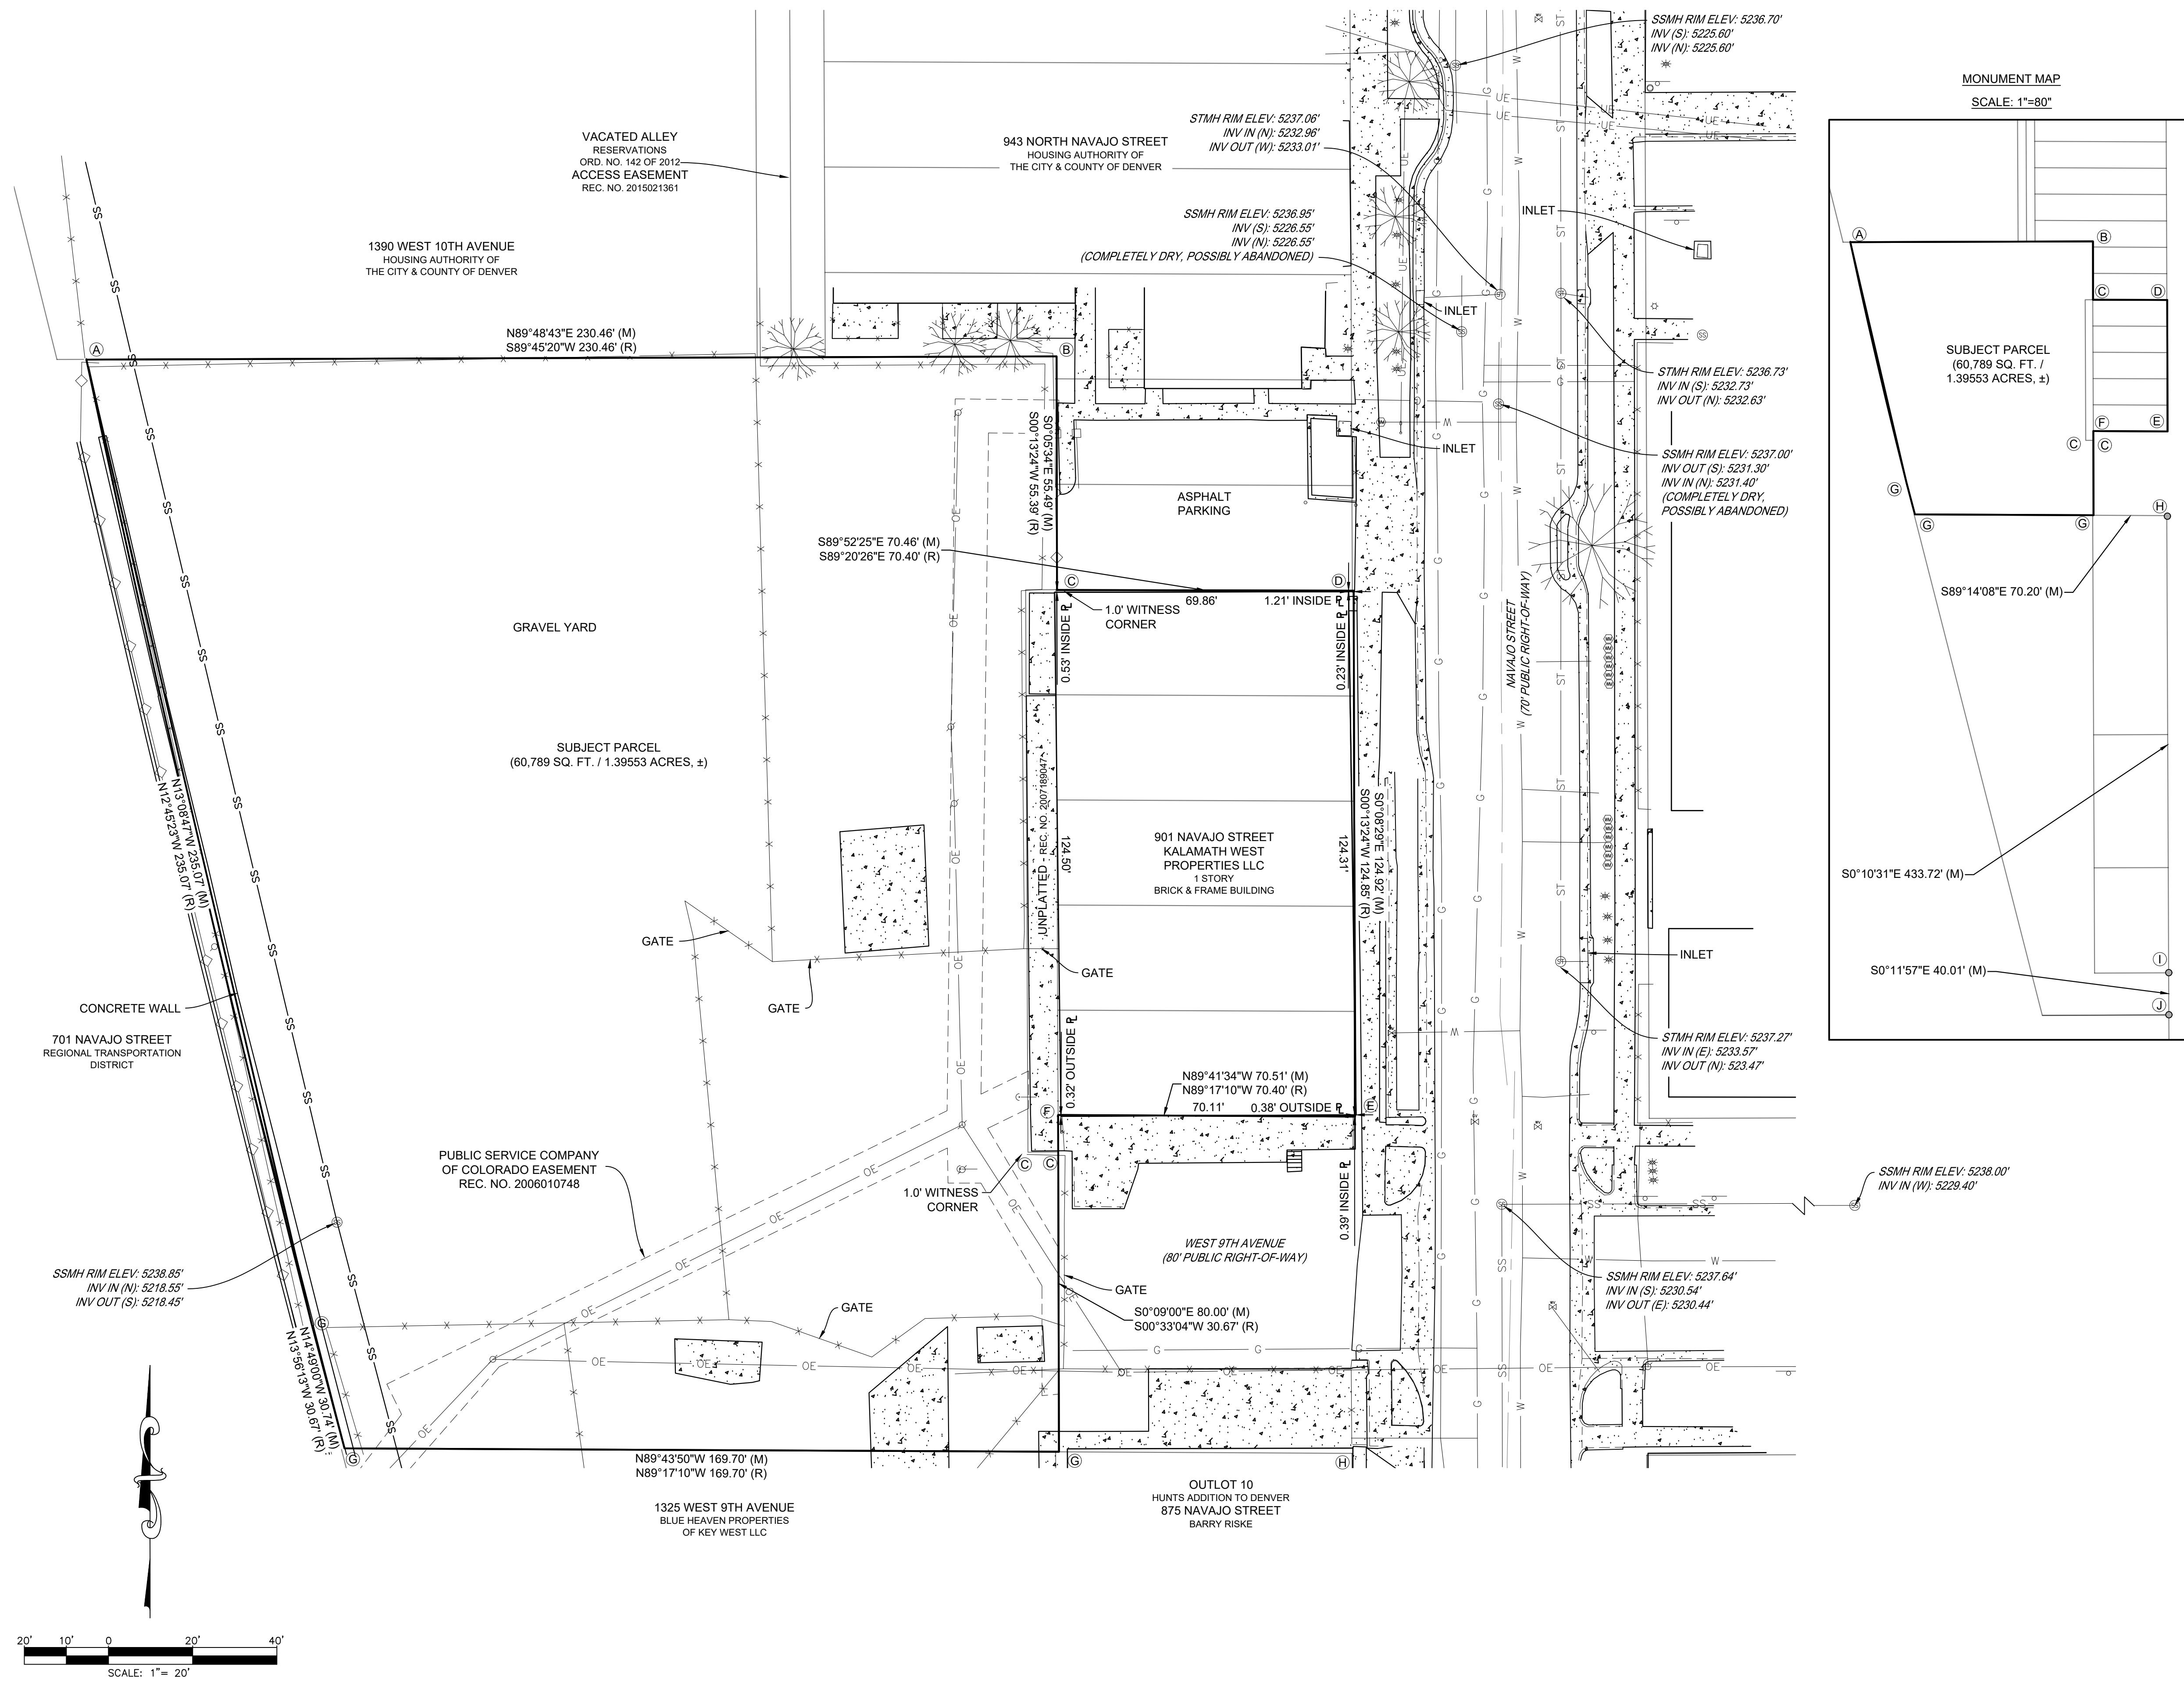 SSMH RIM ELEV: 5236.70'
INV (S): 5225.60'
INV (N): 5225.60'
MONUMENT MAP
SCALE: 1"=80"
VACATED ALLEY
RESERVATIONS
ORD. NO. 142 OF 2012
ACCESS EASEMENT
REC. NO. 2015021361
943 NORTH NAVAJO STREET
HOUSING AUTHORITY OF
THE CITY & COUNTY OF DENVER
STMH RIM ELEV: 5237.06'
INV IN (N): 5232.96'
INV OUT (W): 5233.01'
SSMH RIM ELEV: 5236.95'
INV (S): 5226.55'
INV (N): 5226.55'
(COMPLETELY DRY, POSSIBLY ABANDONED)
INLET
1390 WEST 10TH AVENUE
HOUSING AUTHORITY OF
THE CITY & COUNTY OF DENVER
N89°48'43"E 230.46' (M)
S89°45'20"W 230.46' (R)
A
B
INLET
STMH RIM ELEV: 5236.73'
INV IN (S): 5232.73'
INV OUT (N): 5232.63'
INLET
SSMH RIM ELEV: 5237.00'
INV OUT (S): 5231.30'
INV IN (N): 5231.40'
(COMPLETELY DRY,
POSSIBLY ABANDONED)
S0°05'34"E 55.49' (M)
S00°13'24"W 55.39' (R)
ASPHALT
PARKING
S89°52'25"E 70.46' (M)
S89°20'26"E 70.40' (R)
C
D
69.86'
1.21' INSIDE PL
1.0' WITNESS
CORNER
0.53' INSIDE PL
0.23' INSIDE PL
GRAVEL YARD
NAVAJO STREET
(70' PUBLIC RIGHT-OF-WAY)
SUBJECT PARCEL
(60,789 SQ. FT. / 1.39553 ACRES, ±)
UNPLATTED - REC. NO. 2007189047
124.50'
901 NAVAJO STREET
KALAMATH WEST
PROPERTIES LLC
1 STORY
BRICK & FRAME BUILDING
124.31'
S0°08'29"E 124.92' (M)
S00°13'24"W 124.85' (R)
N13°08'47"W 235.07' (M)
N12°45'23"W 235.07' (R)
GATE
GATE
GATE
INLET
CONCRETE WALL
701 NAVAJO STREET
REGIONAL TRANSPORTATION
DISTRICT
0.32' OUTSIDE PL
STMH RIM ELEV: 5237.27'
INV IN (E): 5233.57'
INV OUT (N): 523.47'
N89°41'34"W 70.51' (M)
N89°17'10"W 70.40' (R)
70.11'
0.38' OUTSIDE PL
F
E
C
C
PUBLIC SERVICE COMPANY
OF COLORADO EASEMENT
REC. NO. 2006010748
1.0' WITNESS
CORNER
0.39' INSIDE PL
SSMH RIM ELEV: 5238.00'
INV IN (W): 5229.40'
WEST 9TH AVENUE
(80' PUBLIC RIGHT-OF-WAY)
SSMH RIM ELEV: 5238.85'
INV IN (N): 5218.55'
INV OUT (S): 5218.45'
GATE
GATE
S0°09'00"E 80.00' (M)
S00°33'04"W 30.67' (R)
SSMH RIM ELEV: 5237.64'
INV IN (S): 5230.54'
INV OUT (E): 5230.44'
G
N14°49'00"W 30.74' (M)
N13°56'13"W 30.67' (R)
G
G
H
N89°43'50"W 169.70' (M)
N89°17'10"W 169.70' (R)
1325 WEST 9TH AVENUE
BLUE HEAVEN PROPERTIES
OF KEY WEST LLC
OUTLOT 10
HUNTS ADDITION TO DENVER
875 NAVAJO STREET
BARRY RISKE
20' 10' 0 20' 40'
SCALE: 1"= 20'
A
B
C
D
SUBJECT PARCEL
(60,789 SQ. FT. /
1.39553 ACRES, ±)
F
E
C
C
G
G
G
H
S89°14'08"E 70.20' (M)
S0°10'31"E 433.72' (M)
I
S0°11'57"E 40.01' (M)
J